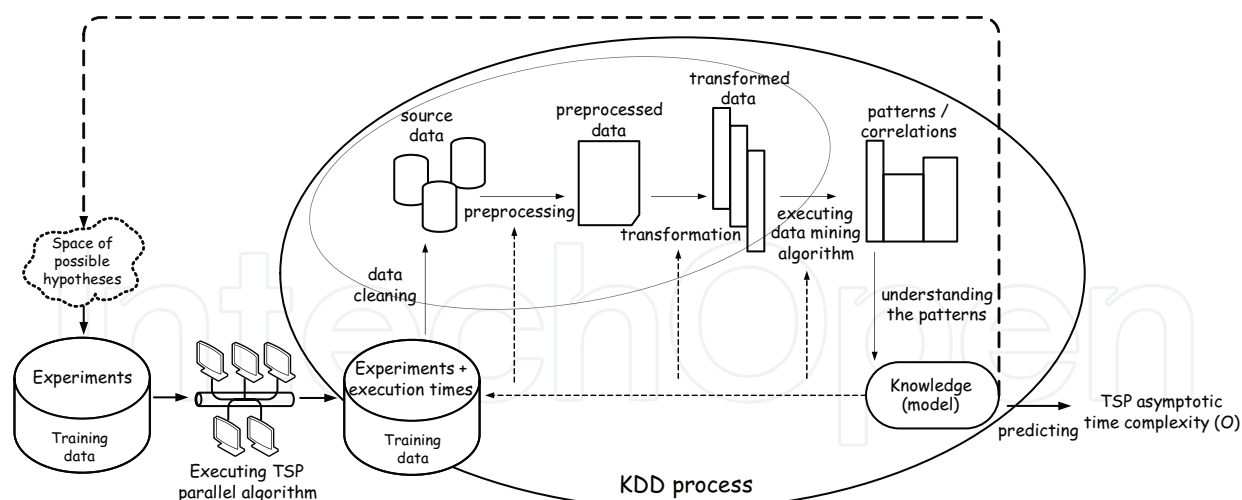 transformed
data
source
data
preprocessed
data
patterns /
correlations
preprocessing
transformation
executing
data mining
algorithm
Space of
possible
hypotheses
data
cleaning
understanding
the patterns
Experiments
Training
data
Executing TSP
parallel algorithm
Experiments +
execution times
Training
data
Knowledge
(model)
predicting
TSP asymptotic
time complexity (O)
KDD process
IntechOpen